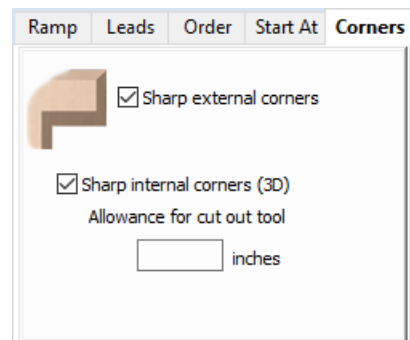 Ramp Leads Order Start At Corners
Sharp external corners
Sharp internal corners (3D)
Allowance for cut out tool
inches